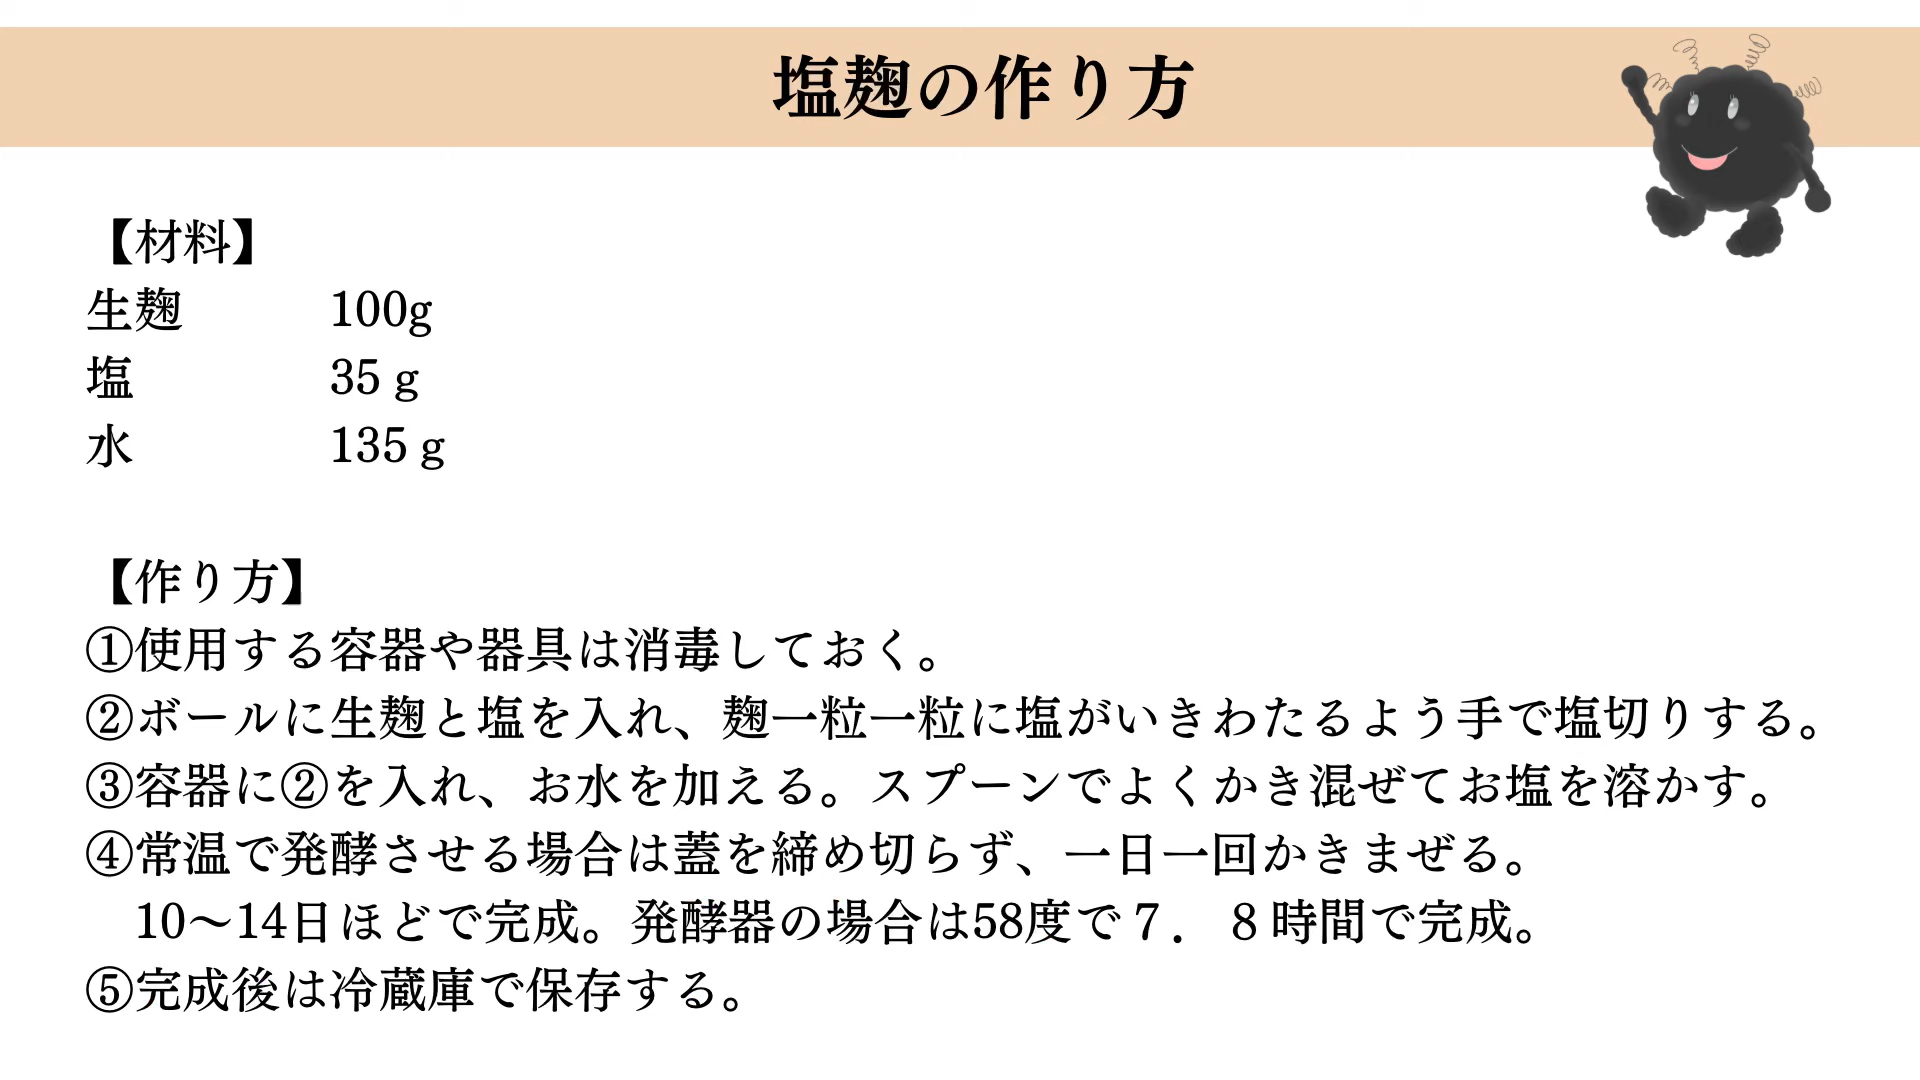 塩麹の作り方
【材料】
生麹 100g
塩 35 g
水 135 g
【作り方】
①使用する容器や器具は消毒しておく。
②ボールに生麹と塩を入れ、麹一粒一粒に塩がいきわたるよう手で塩切りする。
③容器に②を入れ、お水を加える。スプーンでよくかき混ぜてお塩を溶かす。
④常温で発酵させる場合は蓋を締め切らず、一日一回かきまぜる。
10〜14日ほどで完成。発酵器の場合は58度で７．８時間で完成。
⑤完成後は冷蔵庫で保存する。